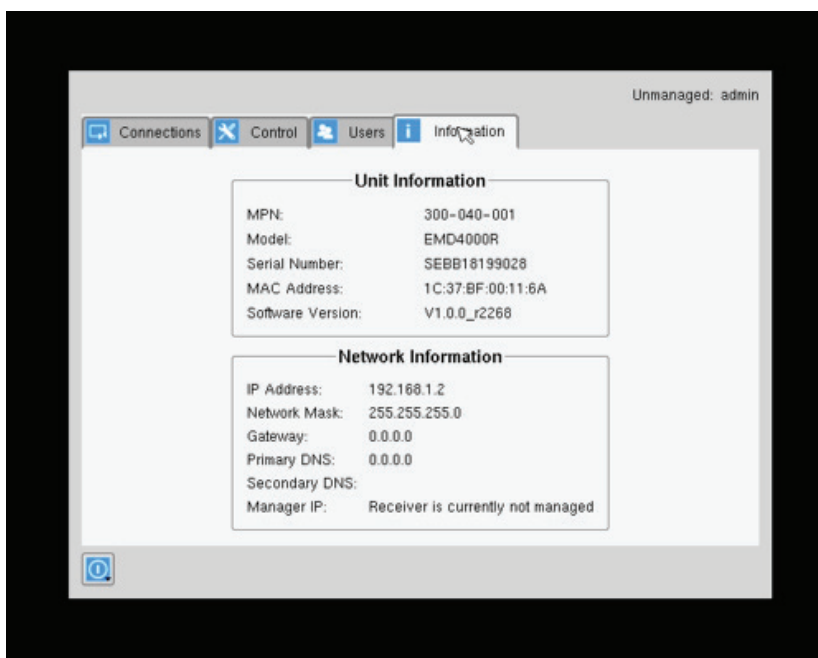 Unmanaged: admin
Connections Control Users Information
Unit Information
MPN: 300-040-001
Model: EMD4000R
Serial Number: SEBB18199028
MAC Address: 1C:37:BF:00:11:6A
Software Version: V1.0.0_r2268
Network Information
IP Address: 192.168.1.2
Network Mask: 255.255.255.0
Gateway: 0.0.0.0
Primary DNS: 0.0.0.0
Secondary DNS:
Manager IP: Receiver is currently not managed